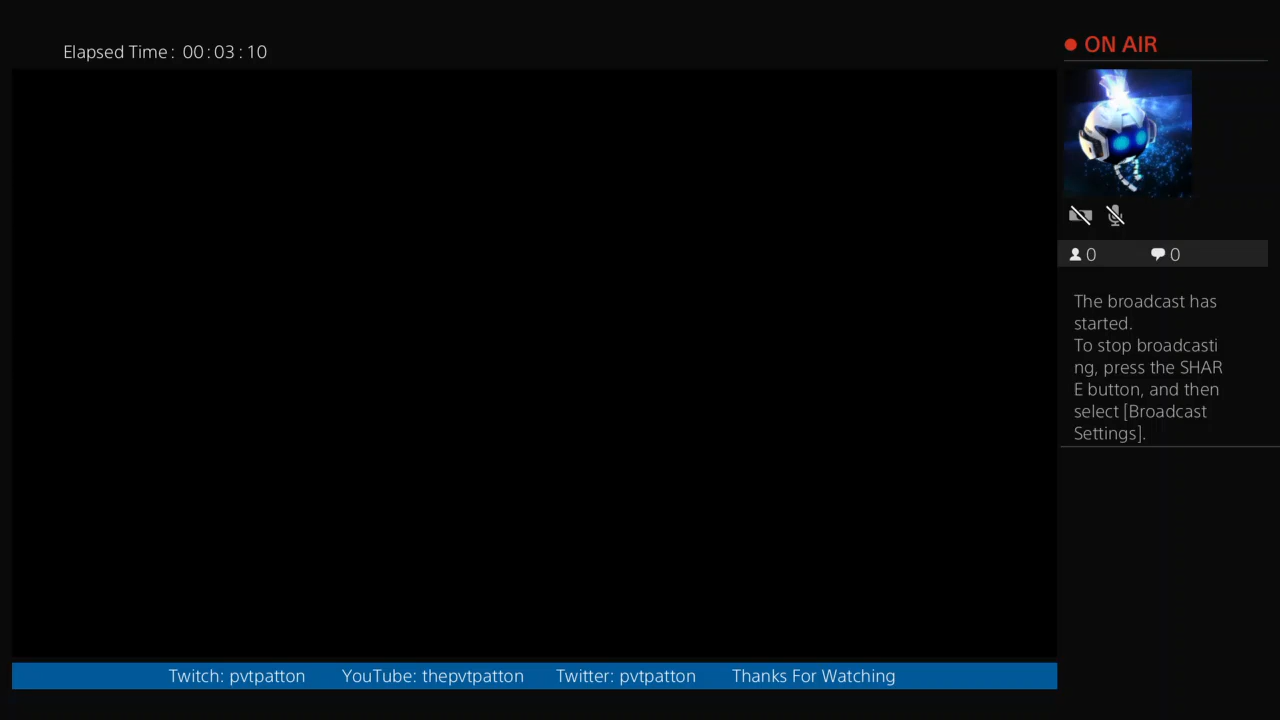 Elapsed Time: 00:03:10
ON AIR
0 0
The broadcast has
started.
To stop broadcasti
ng, press the SHAR
E button, and then
select [Broadcast
Settings].
Twitch: pvtpatton YouTube: thepvtpatton Twitter: pvtpatton Thanks For Watching